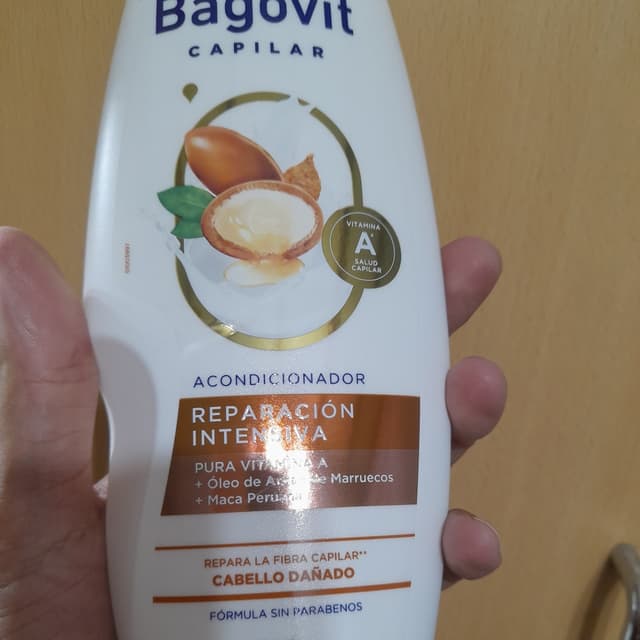 Bagóvit
CAPILAR
VITAMINA
A*
SALUD
CAPILAR
ACONDICIONADOR
REPARACIÓN
INTENSIVA
PURA VITAMINA A
+ Óleo de Argán de Marruecos
+ Maca Peruana
REPARA LA FIBRA CAPILAR**
CABELLO DAÑADO
FÓRMULA SIN PARABENOS